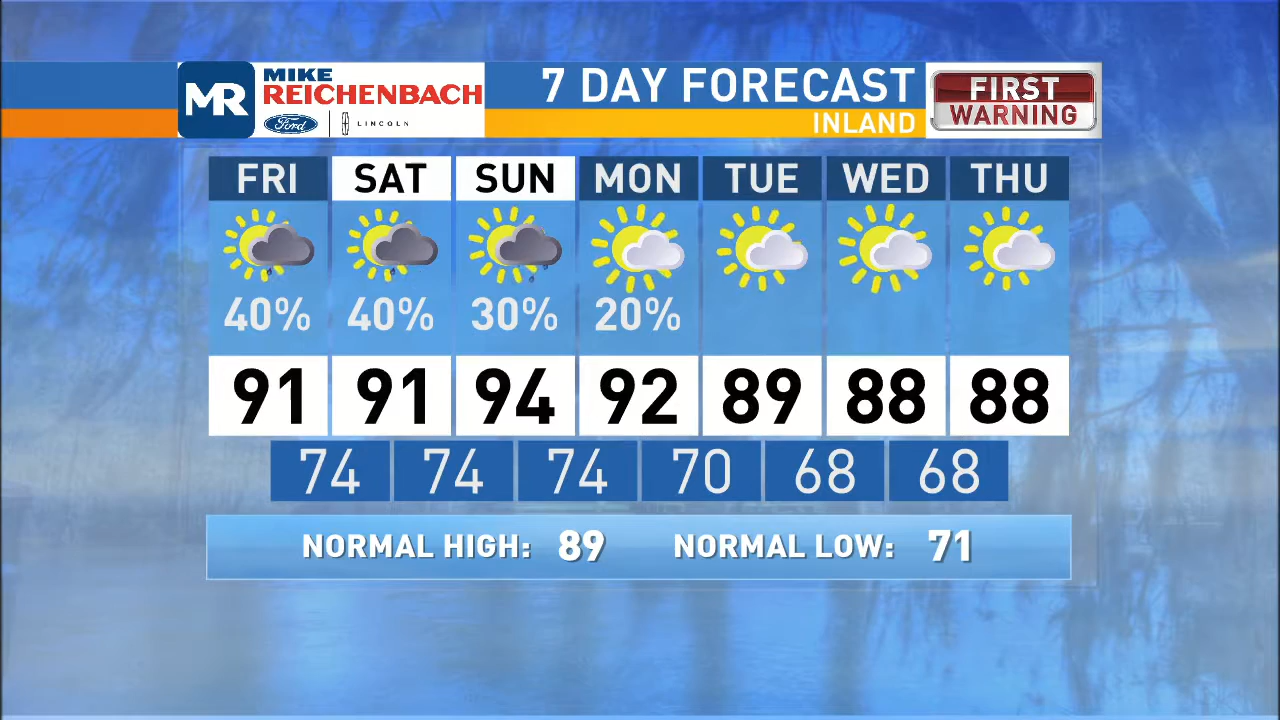 MR MIKE REICHENBACH
Ford LINCOLN
7 DAY FORECAST
INLAND
FIRST WARNING
FRI SAT SUN MON TUE WED THU
40% 40% 30% 20%
91 91 94 92 89 88 88
74 74 74 70 68 68
NORMAL HIGH: 89 NORMAL LOW: 71